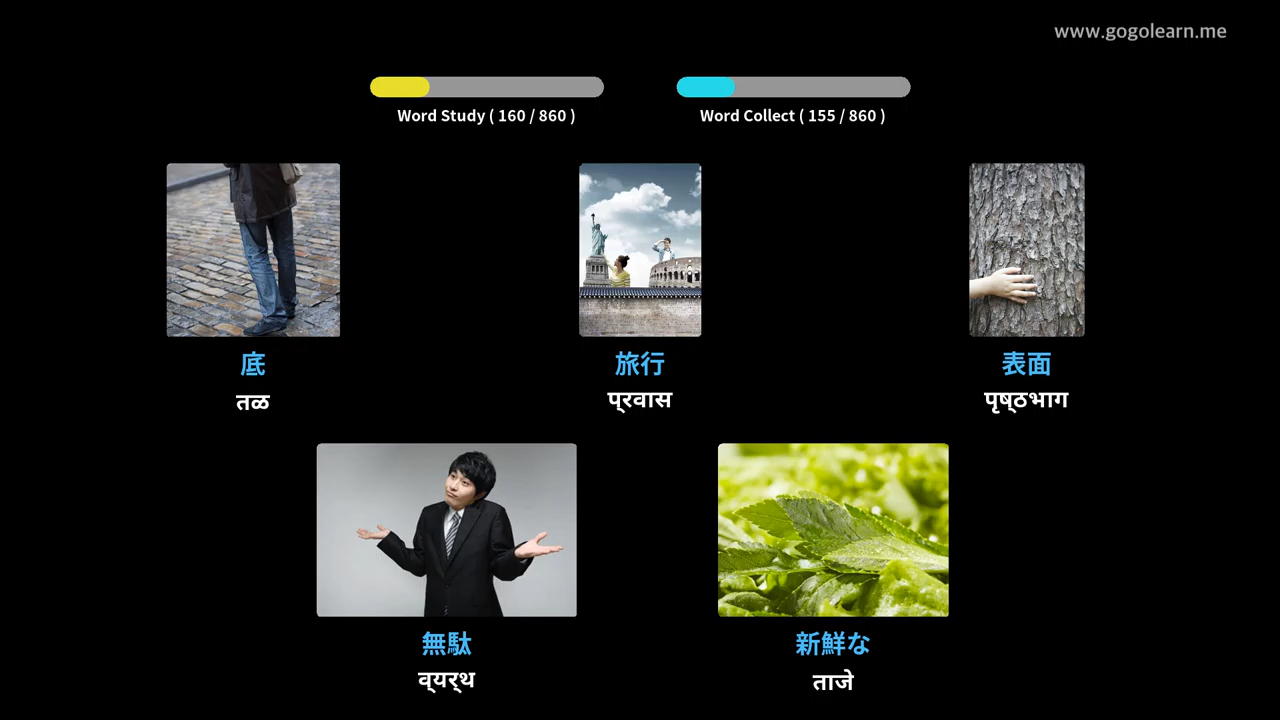 www.gogolearn.me
Word Study ( 160 / 860 )
Word Collect ( 155 / 860 )
底
तळ
旅行
प्रवास
表面
पृष्ठभाग
無駄
व्यर्थ
新鮮な
ताजे